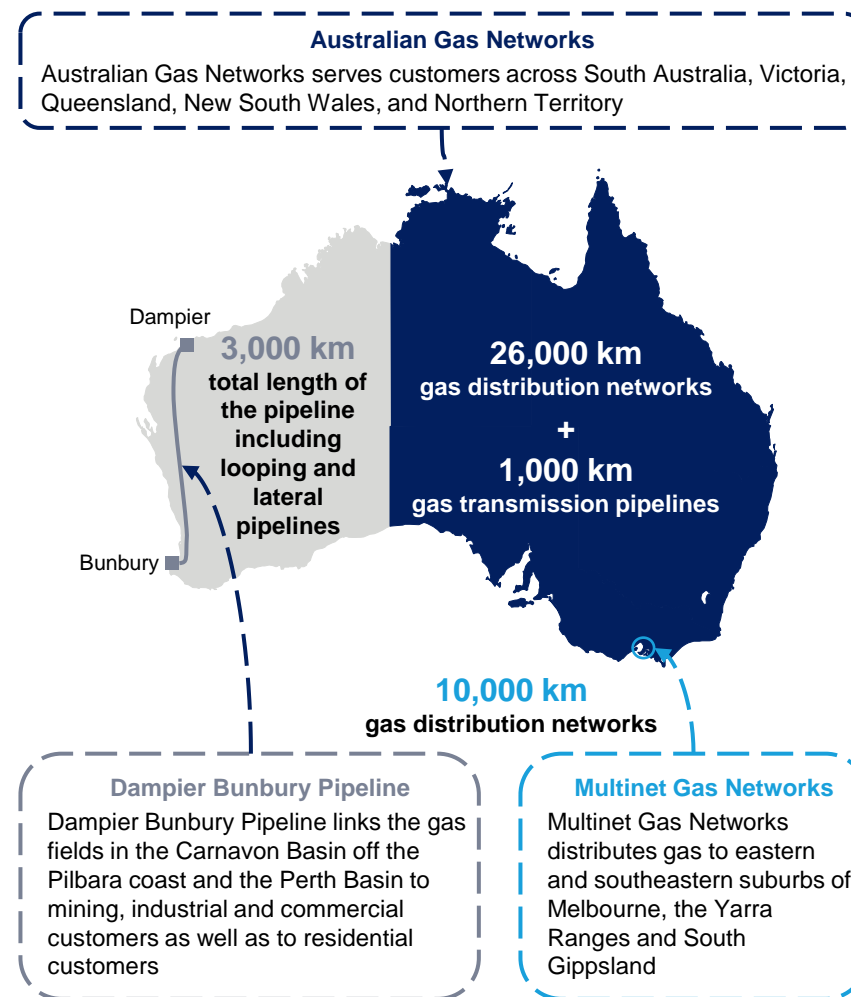 Australian Gas Networks
Australian Gas Networks serves customers across South Australia, Victoria,
Queensland, New South Wales, and Northern Territory
Dampier
3,000 km
total length of
the pipeline
including
looping and
lateral
pipelines
26,000 km
gas distribution networks
+
1,000 km
gas transmission pipelines
Bunbury
10,000 km
gas distribution networks
Dampier Bunbury Pipeline
Dampier Bunbury Pipeline links the gas
fields in the Carnavon Basin off the
Pilbara coast and the Perth Basin to
mining, industrial and commercial
customers as well as to residential
customers
Multinet Gas Networks
Multinet Gas Networks
distributes gas to eastern
and southeastern suburbs of
Melbourne, the Yarra
Ranges and South
Gippsland